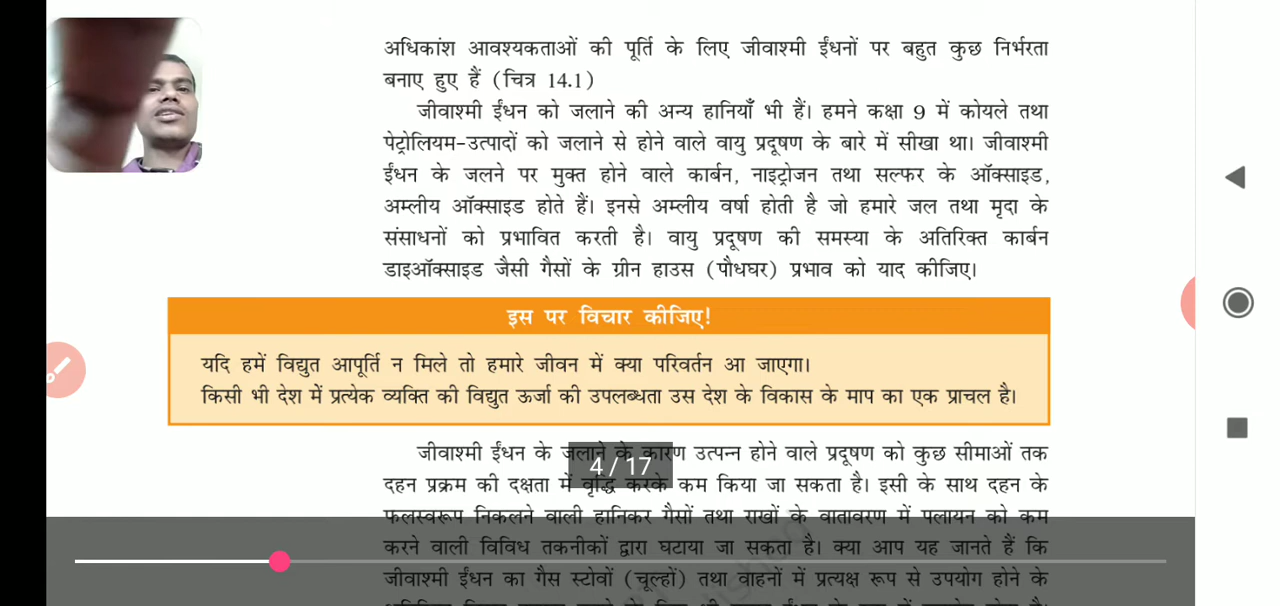 अधिकांश आवश्यकताओं की पूर्ति के लिए जीवाश्मी ईंधनों पर बहुत कुछ निर्भरता
बनाए हुए हैं (चित्र 14.1)
जीवाश्मी ईंधन को जलाने की अन्य हानियाँ भी हैं। हमने कक्षा 9 में कोयले तथा
पेट्रोलियम-उत्पादों को जलाने से होने वाले वायु प्रदूषण के बारे में सीखा था। जीवाश्मी
ईंधन के जलने पर मुक्त होने वाले कार्बन, नाइट्रोजन तथा सल्फर के ऑक्साइड,
अम्लीय ऑक्साइड होते हैं। इनसे अम्लीय वर्षा होती है जो हमारे जल तथा मृदा के
संसाधनों को प्रभावित करती है। वायु प्रदूषण की समस्या के अतिरिक्त कार्बन
डाइऑक्साइड जैसी गैसों के ग्रीन हाउस (पौधघर) प्रभाव को याद कीजिए।
इस पर विचार कीजिए!
यदि हमें विद्युत आपूर्ति न मिले तो हमारे जीवन में क्या परिवर्तन आ जाएगा।
किसी भी देश में प्रत्येक व्यक्ति की विद्युत ऊर्जा की उपलब्धता उस देश के विकास के माप का एक प्राचल है।
जीवाश्मी ईंधन के जलाने के कारण उत्पन्न होने वाले प्रदूषण को कुछ सीमाओं तक
4 / 17
दहन प्रक्रम की दक्षता में वृद्धि करके कम किया जा सकता है। इसी के साथ दहन के
फलस्वरूप निकलने वाली हानिकर गैसों तथा राखों के वातावरण में पलायन को कम
करने वाली विविध तकनीकों द्वारा घटाया जा सकता है। क्या आप यह जानते हैं कि
जीवाश्मी ईंधन का गैस स्टोवों (चूल्हों) तथा वाहनों में प्रत्यक्ष रूप से उपयोग होने के